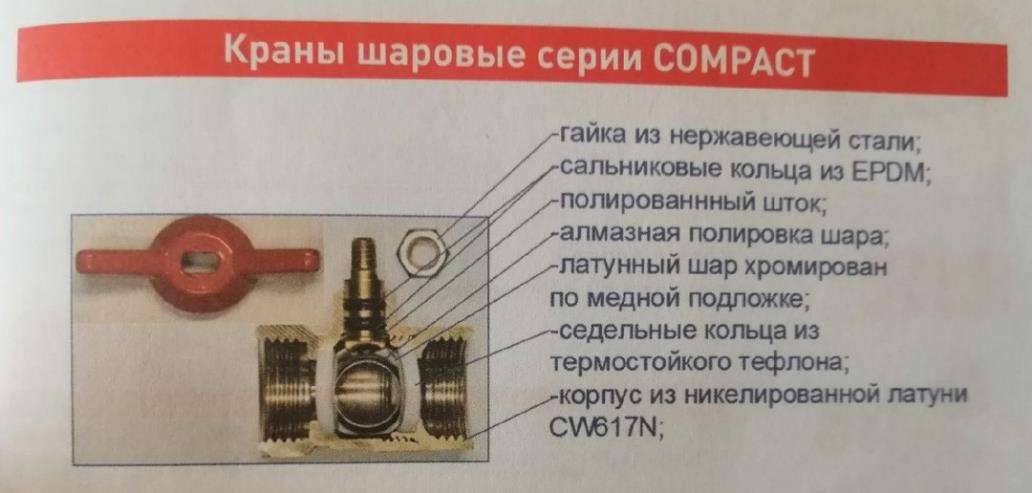 Краны шаровые серии COMPACT
-гайка из нержавеющей стали;
-сальниковые кольца из EPDM;
-полированнный шток;
-алмазная полировка шара;
-латунный шар хромирован
по медной подложке;
-седельные кольца из
термостойкого тефлона;
-корпус из никелированной латуни
CW617N;